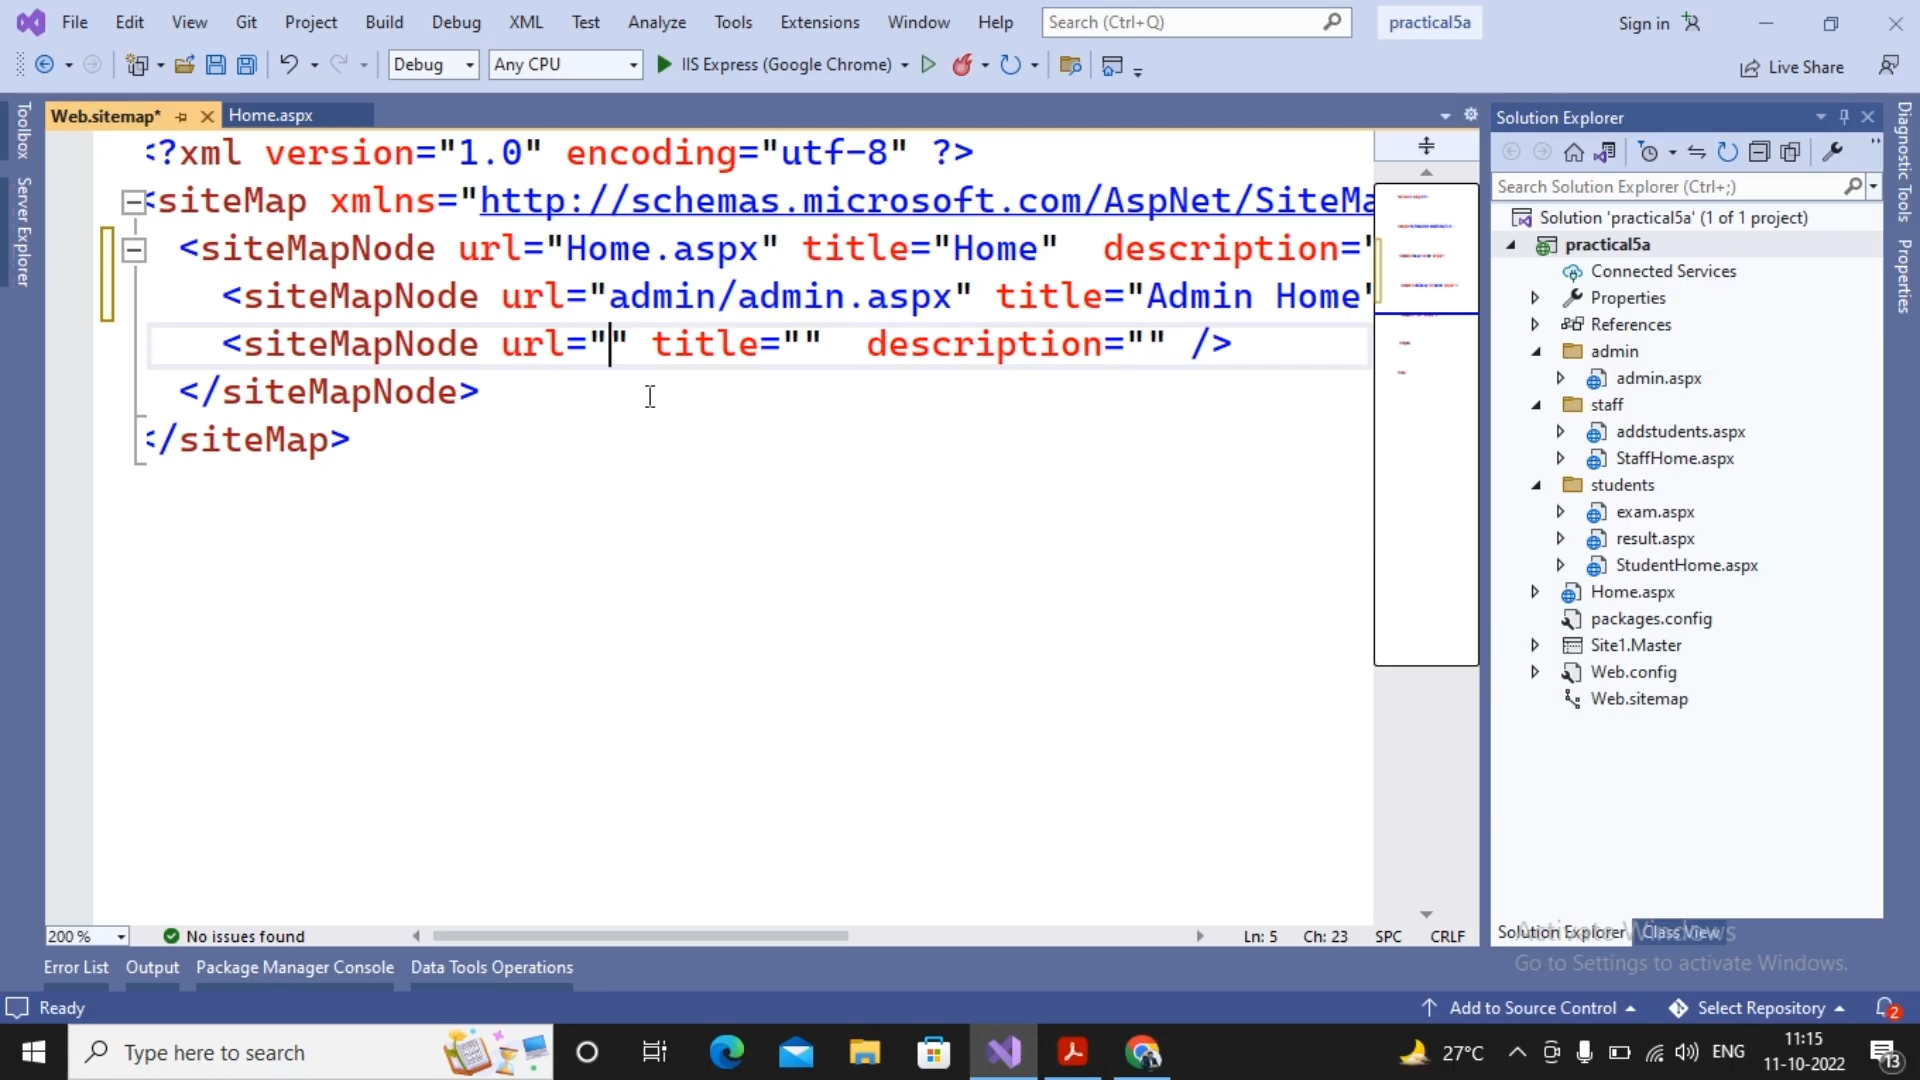 File Edit View Git Project Build Debug XML Test Analyze Tools Extensions Window Help Search (Ctrl+Q) practical5a Sign in
Debug Any CPU IIS Express (Google Chrome) Live Share
Toolbox
Server Explorer
Web.sitemap* Home.aspx
<?xml version="1.0" encoding="utf-8" ?>
<siteMap xmlns="http://schemas.microsoft.com/AspNet/SiteMa
<siteMapNode url="Home.aspx" title="Home"  description="
<siteMapNode url="admin/admin.aspx" title="Admin Home"
<siteMapNode url="" title=""  description="" />
</siteMapNode>
</siteMap>
200 % No issues found Ln: 5 Ch: 23 SPC CRLF
Solution Explorer
Search Solution Explorer (Ctrl+;)
Solution 'practical5a' (1 of 1 project)
practical5a
Connected Services
Properties
References
admin
admin.aspx
staff
addstudents.aspx
StaffHome.aspx
students
exam.aspx
result.aspx
StudentHome.aspx
Home.aspx
packages.config
Site1.Master
Web.config
Web.sitemap
Solution Explorer Class View
Activate Windows
Go to Settings to activate Windows.
Diagnostic Tools
Properties
Error List Output Package Manager Console Data Tools Operations
Ready Add to Source Control Select Repository 2
Type here to search 27°C ENG 11:15
11-10-2022 13